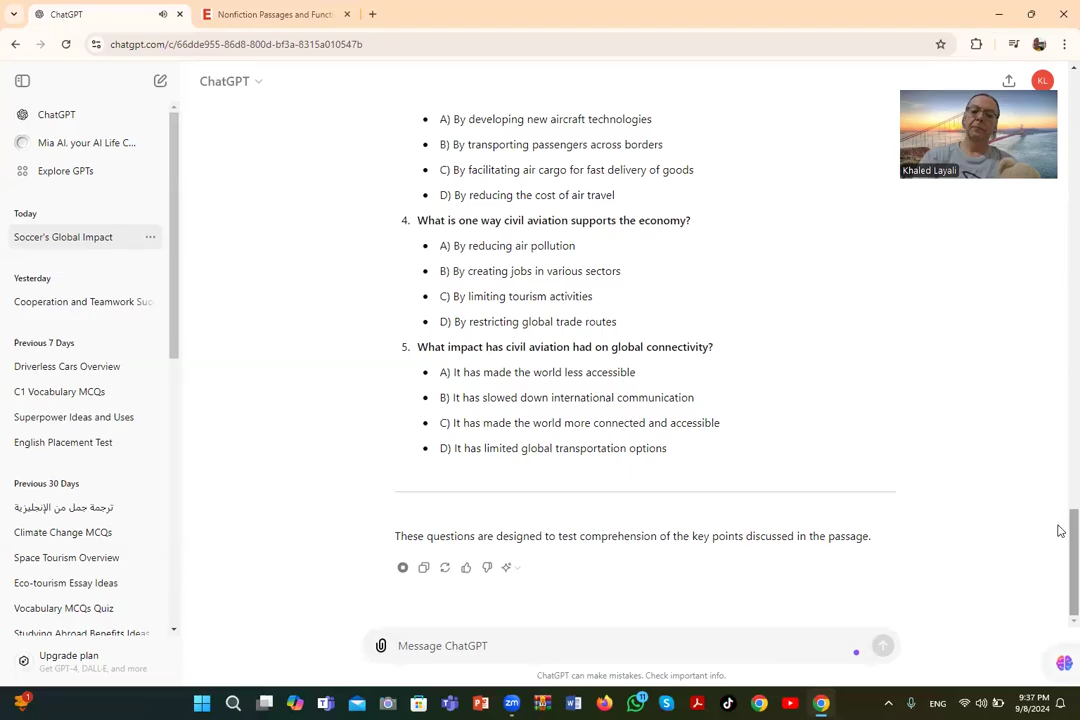 ChatGPT
Nonfiction Passages and Funct
chatgpt.com/c/66dde955-86d8-800d-bf3a-8315a010547b
ChatGPT
KL
ChatGPT
Mia AI, your AI Life C...
Explore GPTs
Today
Soccer's Global Impact
Yesterday
Cooperation and Teamwork Suc
Previous 7 Days
Driverless Cars Overview
C1 Vocabulary MCQs
Superpower Ideas and Uses
English Placement Test
Previous 30 Days
ترجمة جمل من الإنجليزية
Climate Change MCQs
Space Tourism Overview
Eco-tourism Essay Ideas
Vocabulary MCQs Quiz
Studying Abroad Benefits Ideas
Upgrade plan
Get GPT-4, DALL·E, and more
A) By developing new aircraft technologies
B) By transporting passengers across borders
C) By facilitating air cargo for fast delivery of goods
D) By reducing the cost of air travel
4. What is one way civil aviation supports the economy?
A) By reducing air pollution
B) By creating jobs in various sectors
C) By limiting tourism activities
D) By restricting global trade routes
5. What impact has civil aviation had on global connectivity?
A) It has made the world less accessible
B) It has slowed down international communication
C) It has made the world more connected and accessible
D) It has limited global transportation options
These questions are designed to test comprehension of the key points discussed in the passage.
Message ChatGPT
ChatGPT can make mistakes. Check important info.
Khaled Layali
ENG
9:37 PM
9/8/2024